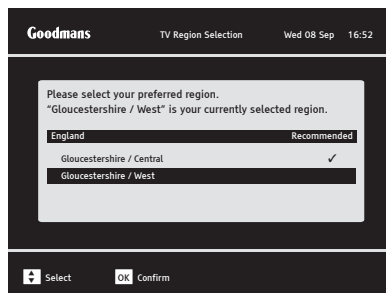 Goodmans TV Region Selection Wed 08 Sep 16:52
Please select your preferred region.
“Gloucestershire / West” is your currently selected region.
England Recommended
Gloucestershire / Central ✓
Gloucestershire / West
Select OK Confirm